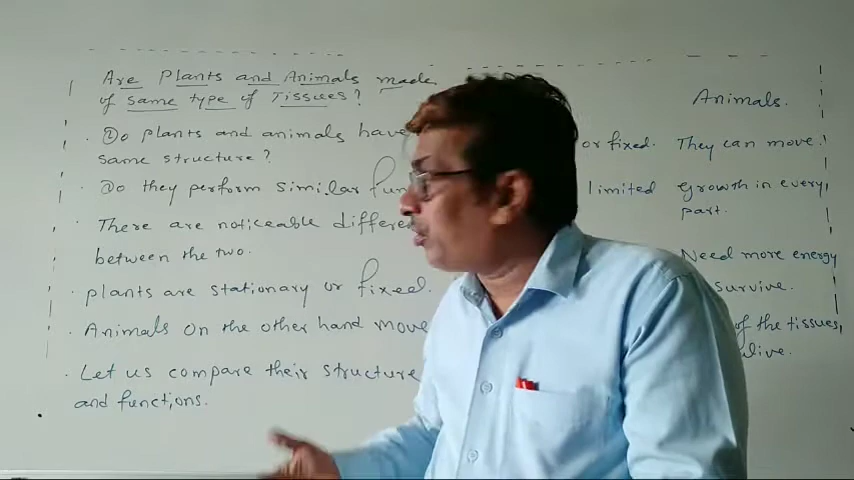 Are Plants and Animals made
of same type of Tissues?
· Do plants and animals have
same structure?
· Do they perform similar
· There are noticeable
between the two.
· plants are stationary or fixed.
· Animals on the other hand move
· Let us compare their structure
and functions.
Animals.
or fixed. They can move.
limited growth in every
part.
Need more energy
survive.
of the tissues,